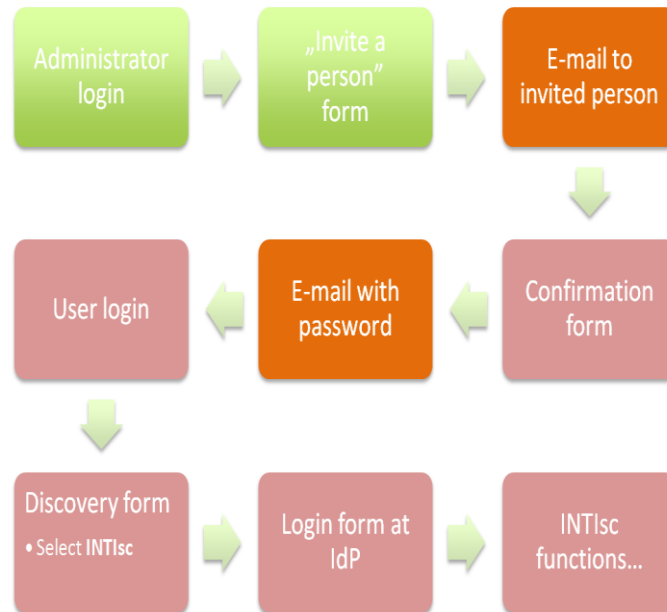 Administrator
login
„Invite a
person”
form
E-mail to
invited person
Confirmation
form
E-mail with
password
User login
Discovery form
• Select INTIsc
Login form at
IdP
INTIsc
functions...